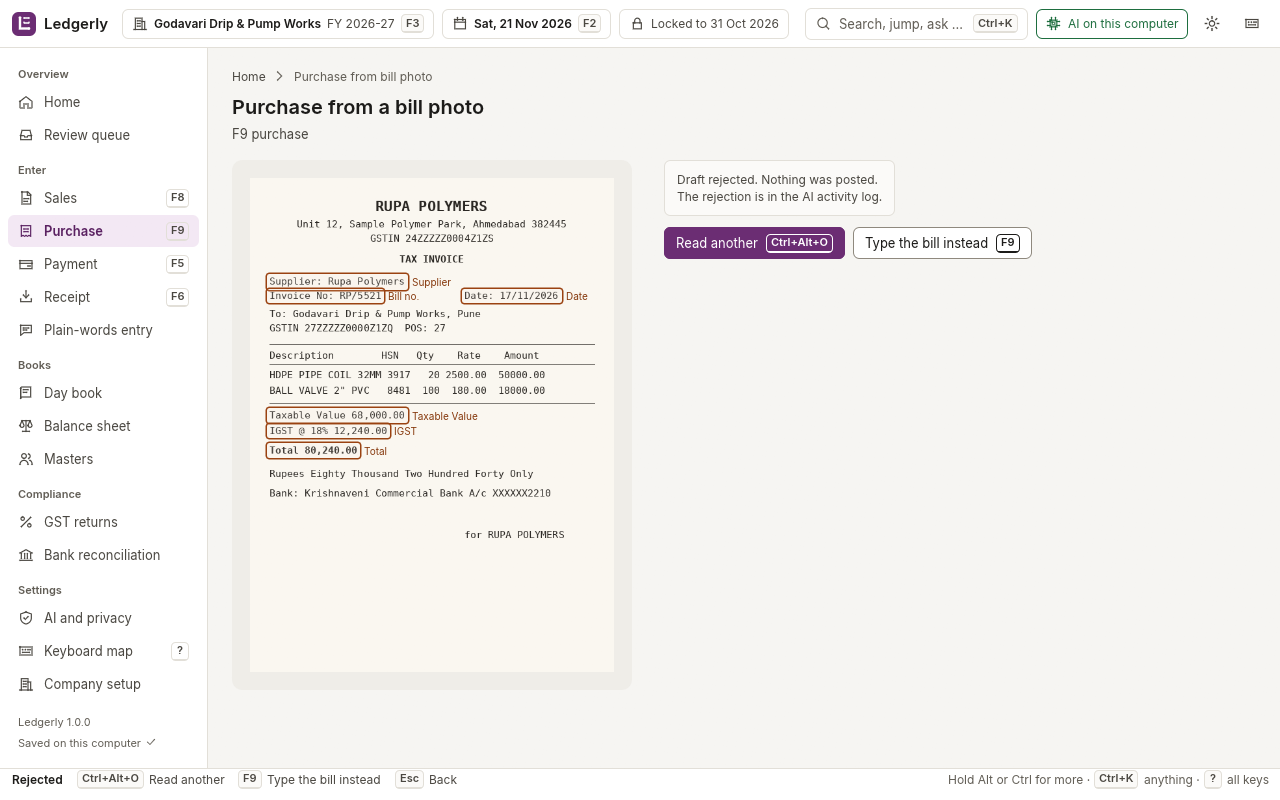 Ledgerly
Godavari Drip & Pump Works FY 2026-27 F3
Sat, 21 Nov 2026 F2
Locked to 31 Oct 2026
Search, jump, ask ... Ctrl+K
AI on this computer
Overview
Home
Review queue
Enter
Sales F8
Purchase F9
Payment F5
Receipt F6
Plain-words entry
Books
Day book
Balance sheet
Masters
Compliance
GST returns
Bank reconciliation
Settings
AI and privacy
Keyboard map ?
Company setup
Ledgerly 1.0.0
Saved on this computer
Home Purchase from bill photo
Purchase from a bill photo
F9 purchase
RUPA POLYMERS
Unit 12, Sample Polymer Park, Ahmedabad 382445
GSTIN 24ZZZZZ0004Z1ZS
TAX INVOICE
Supplier: Rupa Polymers Supplier
Invoice No: RP/5521 Bill no. Date: 17/11/2026 Date
To: Godavari Drip & Pump Works, Pune
GSTIN 27ZZZZZ0000Z1ZQ POS: 27
Description HSN Qty Rate Amount
HDPE PIPE COIL 32MM 3917 20 2500.00 50000.00
BALL VALVE 2" PVC 8481 100 180.00 18000.00
Taxable Value 68,000.00 Taxable Value
IGST @ 18% 12,240.00 IGST
Total 80,240.00 Total
Rupees Eighty Thousand Two Hundred Forty Only
Bank: Krishnaveni Commercial Bank A/c XXXXXX2210
for RUPA POLYMERS
Draft rejected. Nothing was posted.
The rejection is in the AI activity log.
Read another Ctrl+Alt+O
Type the bill instead F9
Rejected Ctrl+Alt+O Read another F9 Type the bill instead Esc Back
Hold Alt or Ctrl for more · Ctrl+K anything · ? all keys